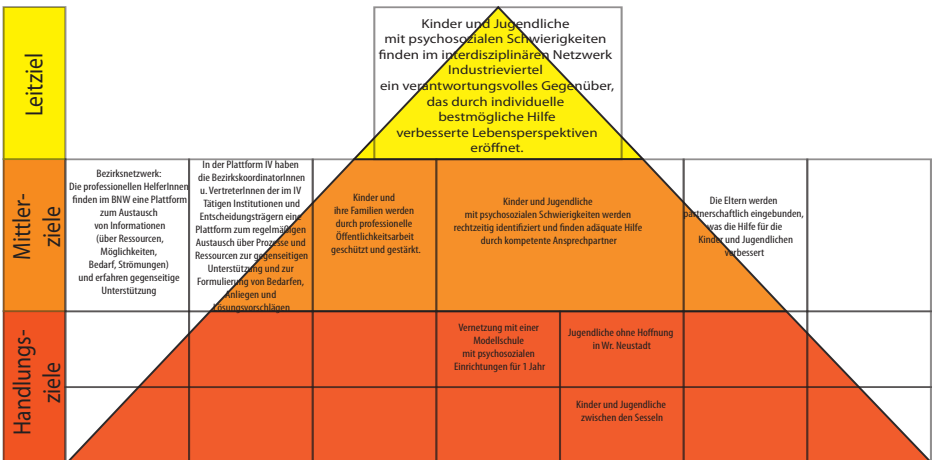 Leitziel
Kinder und Jugendliche
mit psychosozialen Schwierigkeiten
finden im interdisziplinären Netzwerk
Industrieviertel
ein verantwortungsvolles Gegenüber,
das durch individuelle
bestmögliche Hilfe
verbesserte Lebensperspektiven
eröffnet.
Mittler-
ziele
Bezirksnetzwerk:
Die professionellen HelferInnen
finden im BNW eine Plattform
zum Austausch
von Informationen
(über Ressourcen,
Möglichkeiten,
Bedarf, Strömungen)
und erfahren gegenseitige
Unterstützung
In der Plattform IV haben
die BezirkskoordinatorInnen
u. VertreterInnen der im IV
Tätigen Institutionen und
Entscheidungsträgern eine
Plattform zum regelmäßigen
Austausch über Prozesse und
Ressourcen zur gegenseitigen
Unterstützung und zur
Formulierung von Bedarfen,
Anliegen und
Lösungsvorschlägen
Kinder und
ihre Familien werden
durch professionelle
Öffentlichkeitsarbeit
geschützt und gestärkt.
Kinder und Jugendliche
mit psychosozialen Schwierigkeiten werden
rechtzeitig identifiziert und finden adäquate Hilfe
durch kompetente Ansprechpartner
Die Eltern werden
partnerschaftlich eingebunden,
was die Hilfe für die
Kinder und Jugendlichen
verbessert
Handlungs-
ziele
Vernetzung mit einer
Modellschule
mit psychosozialen
Einrichtungen für 1 Jahr
Jugendliche ohne Hoffnung
in Wr. Neustadt
Kinder und Jugendliche
zwischen den Sesseln